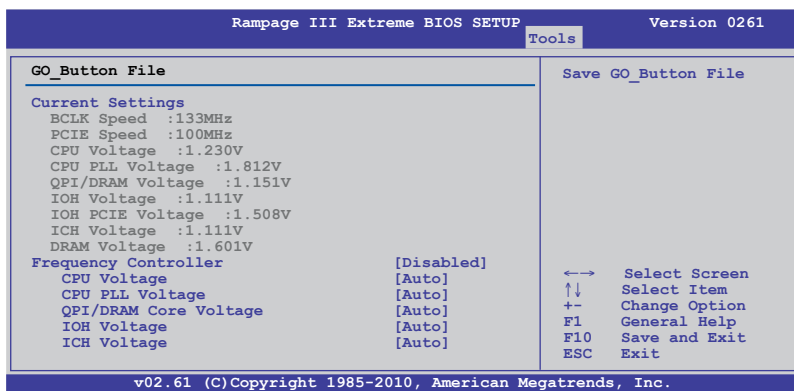 Rampage III Extreme BIOS SETUP Version 0261
Tools
GO_Button File
Current Settings
BCLK Speed :133MHz
PCIE Speed :100MHz
CPU Voltage :1.230V
CPU PLL Voltage :1.812V
QPI/DRAM Voltage :1.151V
IOH Voltage :1.111V
IOH PCIE Voltage :1.508V
ICH Voltage :1.111V
DRAM Voltage :1.601V
Frequency Controller [Disabled]
CPU Voltage [Auto]
CPU PLL Voltage [Auto]
QPI/DRAM Core Voltage [Auto]
IOH Voltage [Auto]
ICH Voltage [Auto]
Save GO_Button File
←→ Select Screen
↑↓ Select Item
+- Change Option
F1 General Help
F10 Save and Exit
ESC Exit
v02.61 (C)Copyright 1985-2010, American Megatrends, Inc.